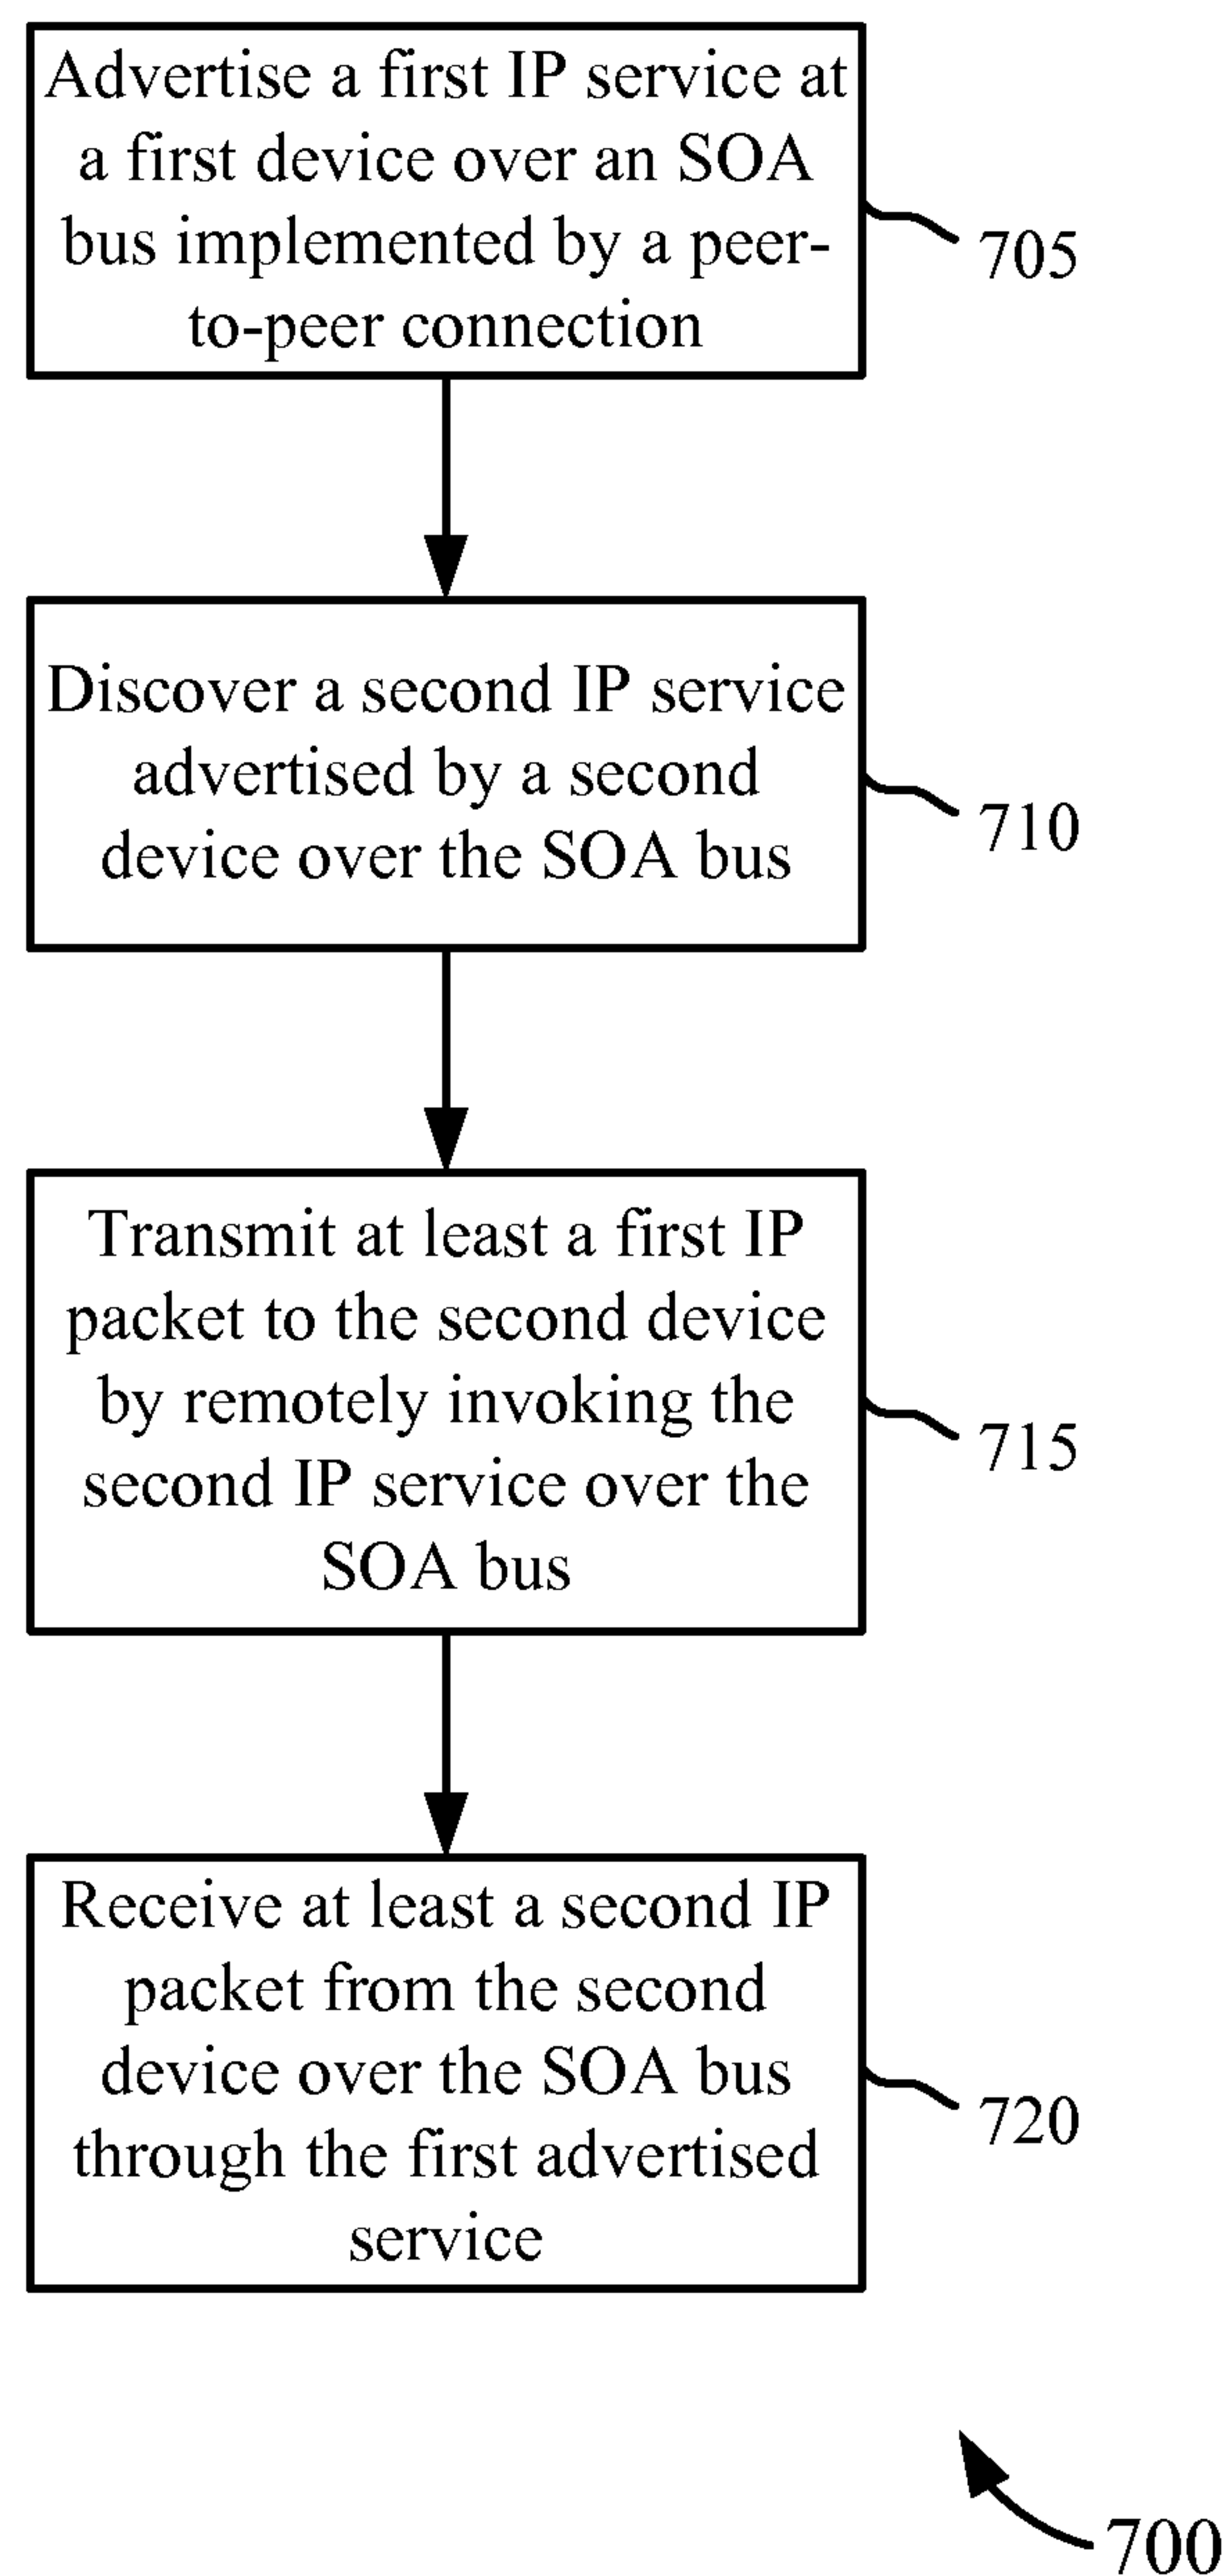 Advertise a first IP service at
a first device over an SOA
bus implemented by a peer-
to-peer connection
705
Discover a second IP service
advertised by a second
device over the SOA bus
710
Transmit at least a first IP
packet to the second device
by remotely invoking the
second IP service over the
SOA bus
715
Receive at least a second IP
packet from the second
device over the SOA bus
through the first advertised
service
720
700